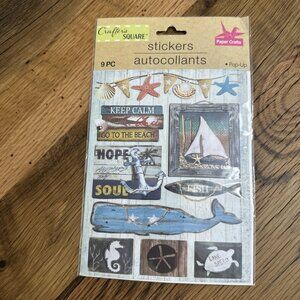 Crafter's
SQUARE
stickers
autocollants
Paper Crafts
9 PC
• Pop-Up
KEEP CALM
GO TO THE BEACH
HOPE
SOUL
FISH